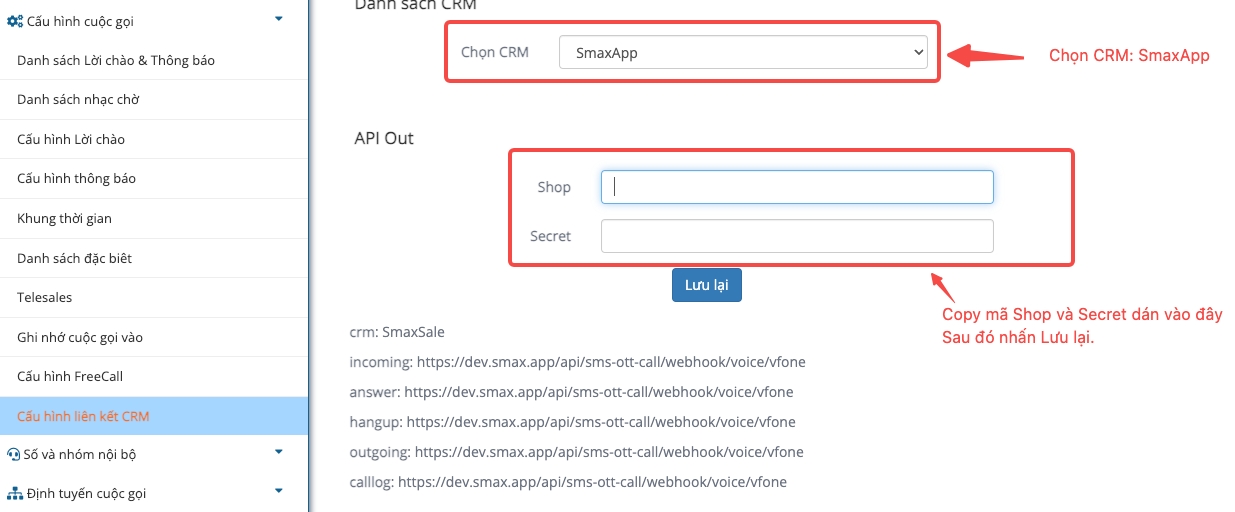 Danh sách CRM
Cấu hình cuộc gọi
Chọn CRM
SmaxApp
Chọn CRM: SmaxApp
Danh sách Lời chào & Thông báo
Danh sách nhạc chờ
Cấu hình Lời chào
API Out
Cấu hình thông báo
Shop
Khung thời gian
Secret
Danh sách đặc biêt
Lưu lại
Telesales
Copy mã Shop và Secret dán vào đây
Sau đó nhấn Lưu lại.
crm: SmaxSale
Ghi nhớ cuộc gọi vào
incoming: https://dev.smax.app/api/sms-ott-call/webhook/voice/vfone
Cấu hình FreeCall
answer: https://dev.smax.app/api/sms-ott-call/webhook/voice/vfone
Cấu hình liên kết CRM
hangup: https://dev.smax.app/api/sms-ott-call/webhook/voice/vfone
Số và nhóm nội bộ
outgoing: https://dev.smax.app/api/sms-ott-call/webhook/voice/vfone
calllog: https://dev.smax.app/api/sms-ott-call/webhook/voice/vfone
Định tuyến cuộc gọi